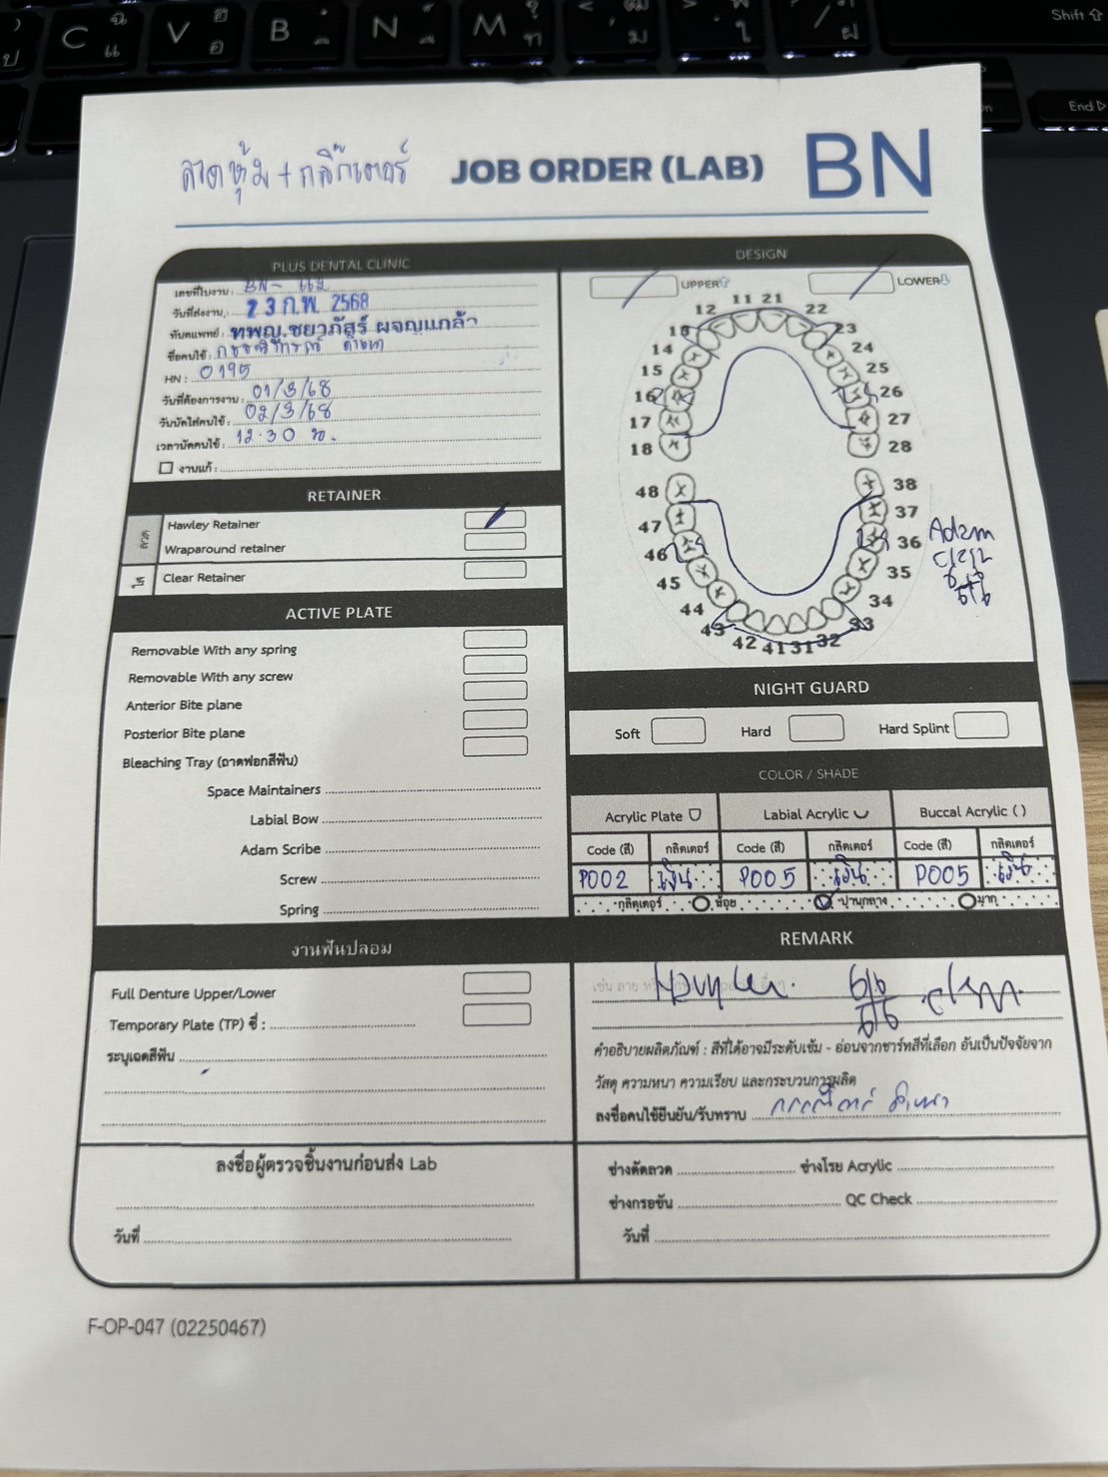 ลวดหุ้ม + กลิ๊กเตอร์ JOB ORDER (LAB) BN
PLUS DENTAL CLINIC
เลขที่ใบงาน : BN - 112
วันที่ส่งงาน : 23 ก.พ. 2568
ทันตแพทย์ : ทพญ.ชยวภัสร์ ผจญแกล้ว
ชื่อคนไข้ :
HN : 0195
วันที่ต้องการงาน : 01/3/68
วันนัดใส่คนไข้ : 02/3/68
เวลานัดคนไข้ : 12.30 น.
งานแก้ :
RETAINER
ลวด
Hawley Retainer
Wraparound retainer
ใส
Clear Retainer
ACTIVE PLATE
Removable With any spring
Removable With any screw
Anterior Bite plane
Posterior Bite plane
Bleaching Tray (ถาดฟอกสีฟัน)
Space Maintainers
Labial Bow
Adam Scribe
Screw
Spring
งานฟันปลอม
Full Denture Upper/Lower
Temporary Plate (TP) ซี่ :
ระบุเฉดสีฟัน
ลงชื่อผู้ตรวจชิ้นงานก่อนส่ง Lab
วันที่
DESIGN
UPPER LOWER
11 21
12 22
13 23
14 24
15 25
16 26
17 27
18 28
48 38
47 37
46 36
45 35
44 34
43 33
42 41 31 32
Adam
6+6
6|6
NIGHT GUARD
Soft Hard Hard Splint
COLOR / SHADE
Acrylic Plate Labial Acrylic Buccal Acrylic ( )
Code (สี) กลิตเตอร์ Code (สี) กลิตเตอร์ Code (สี) กลิตเตอร์
P002 เงิน P005 เงิน P005 เงิน
กลิตเตอร์ น้อย ปานกลาง มาก
REMARK
6|6
6|6
คำอธิบายผลิตภัณฑ์ : สีที่ได้อาจมีระดับเข้ม - อ่อนจากชาร์ทสีที่เลือก อันเป็นปัจจัยจาก
วัสดุ ความหนา ความเรียบ และกระบวนการผลิต
ลงชื่อคนไข้ยืนยัน/รับทราบ
ช่างดัดลวด ช่างโรย Acrylic
ช่างกรอขัน QC Check
วันที่
F-OP-047 (02250467)
Shift
End
C V B N M